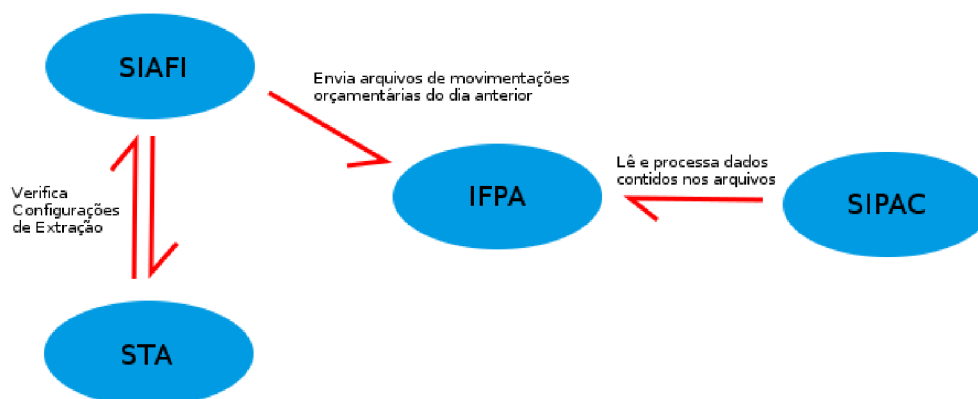 SIAFI
Envia arquivos de movimentações
orçamentárias do dia anterior
Verifica
Configurações
de Extração
IFPA
Lê e processa dados
contidos nos arquivos
SIPAC
STA